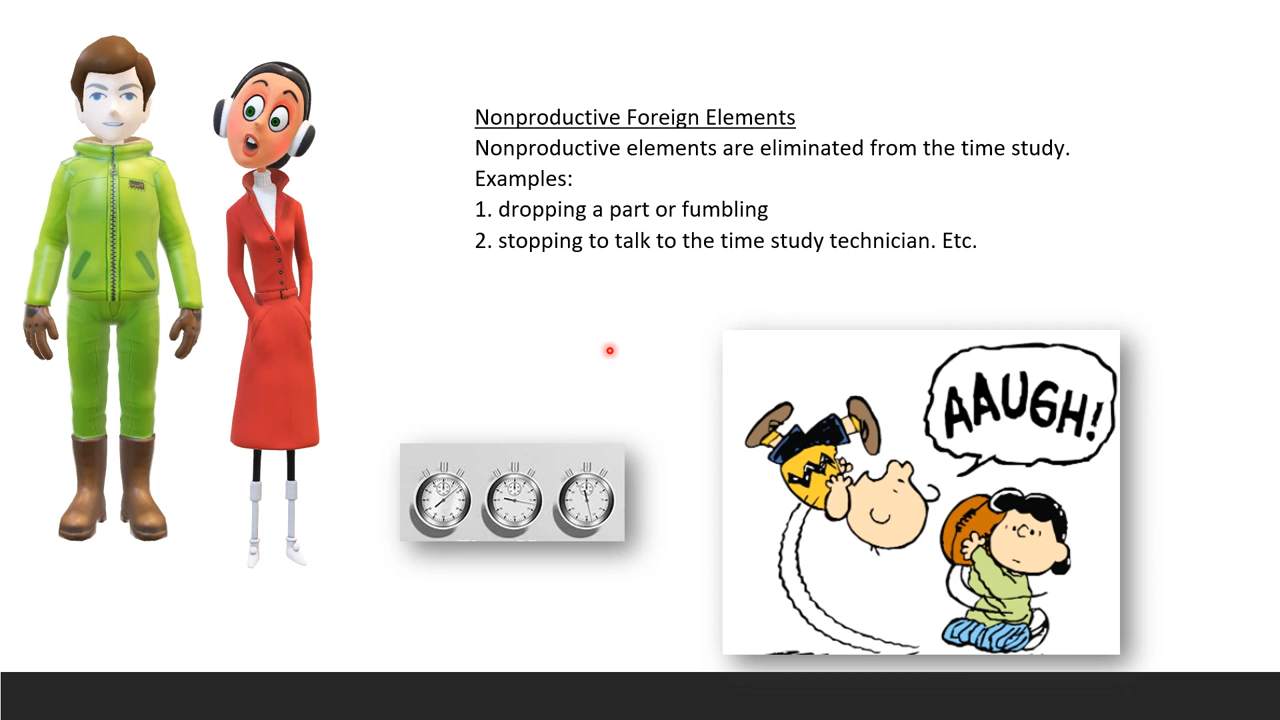 Nonproductive Foreign Elements
Nonproductive elements are eliminated from the time study.
Examples:
1. dropping a part or fumbling
2. stopping to talk to the time study technician. Etc.
AAUGH!